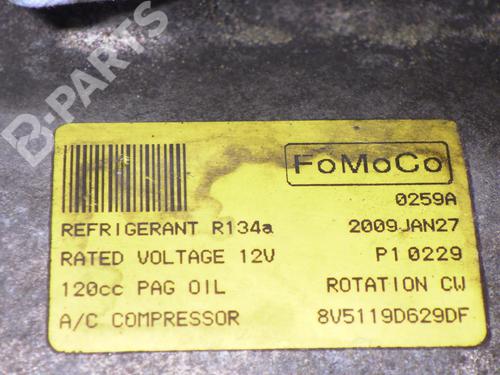 B-PARTS
FoMoCo
0259A
REFRIGERANT R134a 2009JAN27
RATED VOLTAGE 12V P1 0229
120cc PAG OIL ROTATION CW
A/C COMPRESSOR 8V5119D629DF